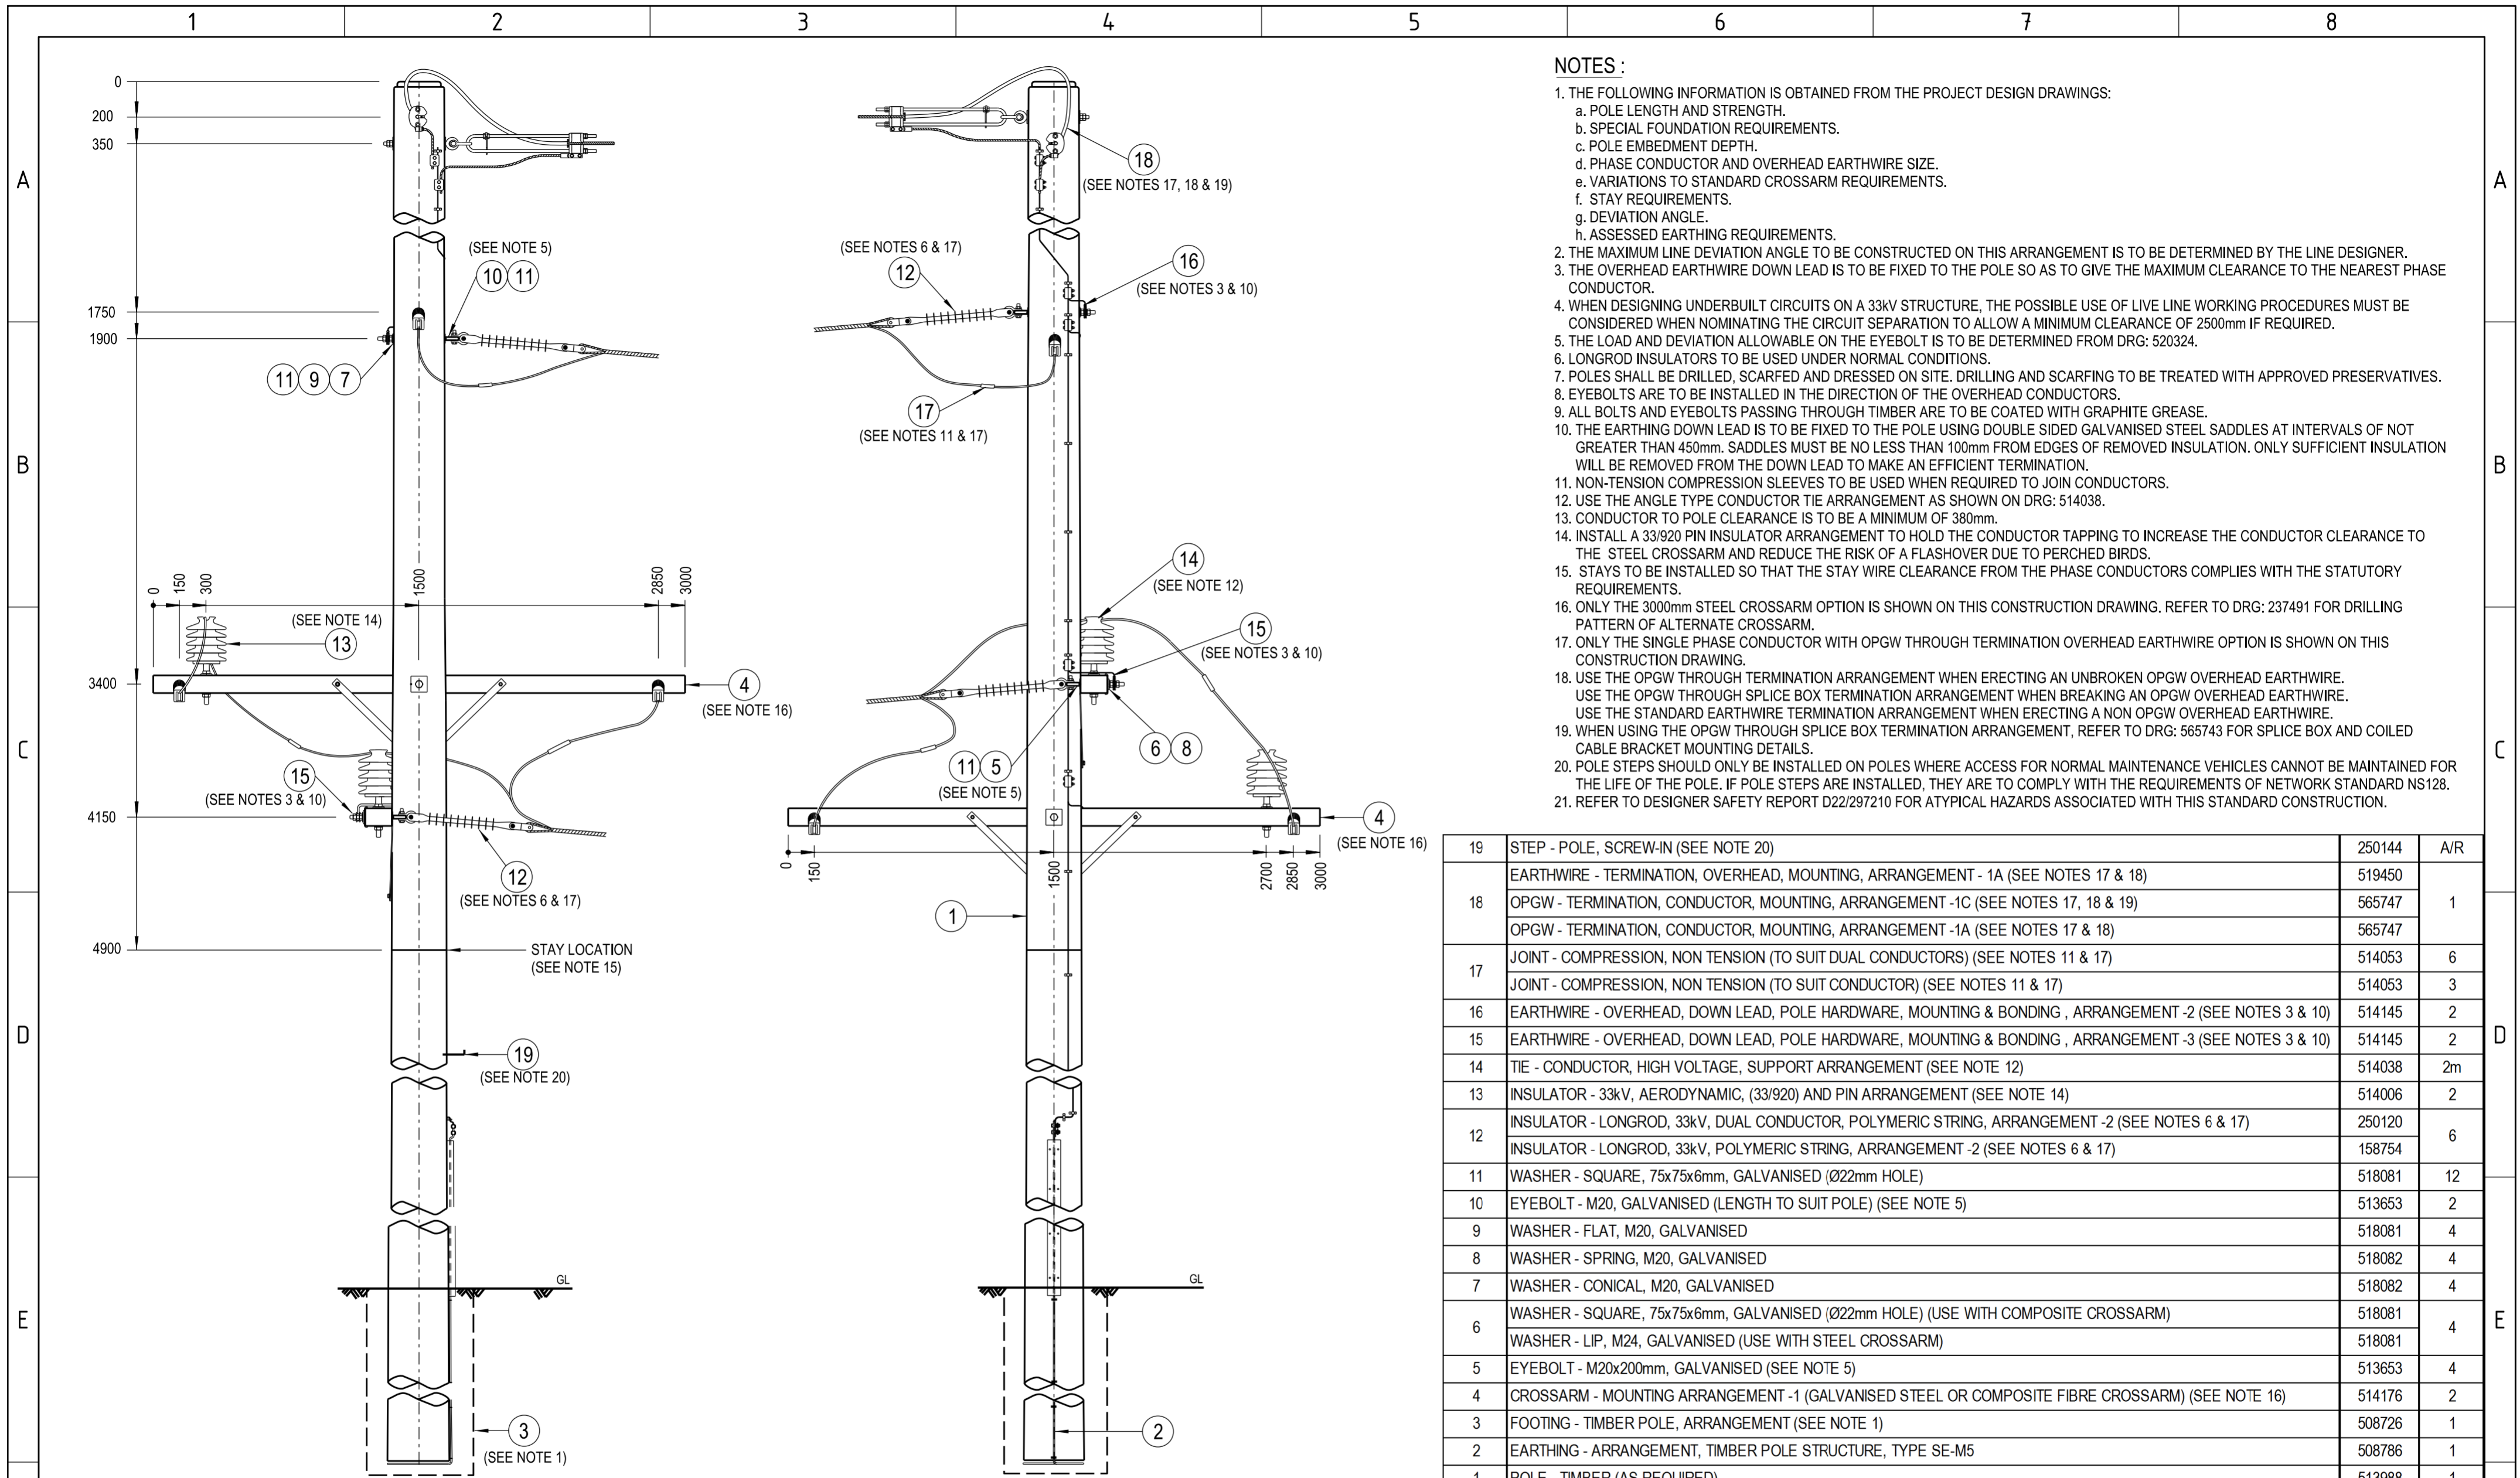 1 2 3 4 5 6 7 8
A
A
B
B
C
C
D
D
E
E
0
200
350
1750
1900
3400
4150
4900
(SEE NOTE 5)
10 11
11 9 7
0 150 300 1500 2850 3000
(SEE NOTE 14)
13
4
(SEE NOTE 16)
15
(SEE NOTES 3 & 10)
12
(SEE NOTES 6 & 17)
STAY LOCATION
(SEE NOTE 15)
19
(SEE NOTE 20)
GL
3
(SEE NOTE 1)
18
(SEE NOTES 17, 18 & 19)
(SEE NOTES 6 & 17)
12
16
(SEE NOTES 3 & 10)
17
(SEE NOTES 11 & 17)
14
(SEE NOTE 12)
15
(SEE NOTES 3 & 10)
6 8
11 5
(SEE NOTE 5)
4
(SEE NOTE 16)
0 150 1500 2700 2850 3000
1
GL
2
NOTES :
1. THE FOLLOWING INFORMATION IS OBTAINED FROM THE PROJECT DESIGN DRAWINGS:
a. POLE LENGTH AND STRENGTH.
b. SPECIAL FOUNDATION REQUIREMENTS.
c. POLE EMBEDMENT DEPTH.
d. PHASE CONDUCTOR AND OVERHEAD EARTHWIRE SIZE.
e. VARIATIONS TO STANDARD CROSSARM REQUIREMENTS.
f. STAY REQUIREMENTS.
g. DEVIATION ANGLE.
h. ASSESSED EARTHING REQUIREMENTS.
2. THE MAXIMUM LINE DEVIATION ANGLE TO BE CONSTRUCTED ON THIS ARRANGEMENT IS TO BE DETERMINED BY THE LINE DESIGNER.
3. THE OVERHEAD EARTHWIRE DOWN LEAD IS TO BE FIXED TO THE POLE SO AS TO GIVE THE MAXIMUM CLEARANCE TO THE NEAREST PHASE
CONDUCTOR.
4. WHEN DESIGNING UNDERBUILT CIRCUITS ON A 33kV STRUCTURE, THE POSSIBLE USE OF LIVE LINE WORKING PROCEDURES MUST BE
CONSIDERED WHEN NOMINATING THE CIRCUIT SEPARATION TO ALLOW A MINIMUM CLEARANCE OF 2500mm IF REQUIRED.
5. THE LOAD AND DEVIATION ALLOWABLE ON THE EYEBOLT IS TO BE DETERMINED FROM DRG: 520324.
6. LONGROD INSULATORS TO BE USED UNDER NORMAL CONDITIONS.
7. POLES SHALL BE DRILLED, SCARFED AND DRESSED ON SITE. DRILLING AND SCARFING TO BE TREATED WITH APPROVED PRESERVATIVES.
8. EYEBOLTS ARE TO BE INSTALLED IN THE DIRECTION OF THE OVERHEAD CONDUCTORS.
9. ALL BOLTS AND EYEBOLTS PASSING THROUGH TIMBER ARE TO BE COATED WITH GRAPHITE GREASE.
10. THE EARTHING DOWN LEAD IS TO BE FIXED TO THE POLE USING DOUBLE SIDED GALVANISED STEEL SADDLES AT INTERVALS OF NOT
GREATER THAN 450mm. SADDLES MUST BE NO LESS THAN 100mm FROM EDGES OF REMOVED INSULATION. ONLY SUFFICIENT INSULATION
WILL BE REMOVED FROM THE DOWN LEAD TO MAKE AN EFFICIENT TERMINATION.
11. NON-TENSION COMPRESSION SLEEVES TO BE USED WHEN REQUIRED TO JOIN CONDUCTORS.
12. USE THE ANGLE TYPE CONDUCTOR TIE ARRANGEMENT AS SHOWN ON DRG: 514038.
13. CONDUCTOR TO POLE CLEARANCE IS TO BE A MINIMUM OF 380mm.
14. INSTALL A 33/920 PIN INSULATOR ARRANGEMENT TO HOLD THE CONDUCTOR TAPPING TO INCREASE THE CONDUCTOR CLEARANCE TO
THE STEEL CROSSARM AND REDUCE THE RISK OF A FLASHOVER DUE TO PERCHED BIRDS.
15. STAYS TO BE INSTALLED SO THAT THE STAY WIRE CLEARANCE FROM THE PHASE CONDUCTORS COMPLIES WITH THE STATUTORY
REQUIREMENTS.
16. ONLY THE 3000mm STEEL CROSSARM OPTION IS SHOWN ON THIS CONSTRUCTION DRAWING. REFER TO DRG: 237491 FOR DRILLING
PATTERN OF ALTERNATE CROSSARM.
17. ONLY THE SINGLE PHASE CONDUCTOR WITH OPGW THROUGH TERMINATION OVERHEAD EARTHWIRE OPTION IS SHOWN ON THIS
CONSTRUCTION DRAWING.
18. USE THE OPGW THROUGH TERMINATION ARRANGEMENT WHEN ERECTING AN UNBROKEN OPGW OVERHEAD EARTHWIRE.
USE THE OPGW THROUGH SPLICE BOX TERMINATION ARRANGEMENT WHEN BREAKING AN OPGW OVERHEAD EARTHWIRE.
USE THE STANDARD EARTHWIRE TERMINATION ARRANGEMENT WHEN ERECTING A NON OPGW OVERHEAD EARTHWIRE.
19. WHEN USING THE OPGW THROUGH SPLICE BOX TERMINATION ARRANGEMENT, REFER TO DRG: 565743 FOR SPLICE BOX AND COILED
CABLE BRACKET MOUNTING DETAILS.
20. POLE STEPS SHOULD ONLY BE INSTALLED ON POLES WHERE ACCESS FOR NORMAL MAINTENANCE VEHICLES CANNOT BE MAINTAINED FOR
THE LIFE OF THE POLE. IF POLE STEPS ARE INSTALLED, THEY ARE TO COMPLY WITH THE REQUIREMENTS OF NETWORK STANDARD NS128.
21. REFER TO DESIGNER SAFETY REPORT D22/297210 FOR ATYPICAL HAZARDS ASSOCIATED WITH THIS STANDARD CONSTRUCTION.
19 STEP - POLE, SCREW-IN (SEE NOTE 20) 250144 A/R
EARTHWIRE - TERMINATION, OVERHEAD, MOUNTING, ARRANGEMENT - 1A (SEE NOTES 17 & 18) 519450
18 OPGW - TERMINATION, CONDUCTOR, MOUNTING, ARRANGEMENT -1C (SEE NOTES 17, 18 & 19) 565747 1
OPGW - TERMINATION, CONDUCTOR, MOUNTING, ARRANGEMENT -1A (SEE NOTES 17 & 18) 565747
17 JOINT - COMPRESSION, NON TENSION (TO SUIT DUAL CONDUCTORS) (SEE NOTES 11 & 17) 514053 6
JOINT - COMPRESSION, NON TENSION (TO SUIT CONDUCTOR) (SEE NOTES 11 & 17) 514053 3
16 EARTHWIRE - OVERHEAD, DOWN LEAD, POLE HARDWARE, MOUNTING & BONDING , ARRANGEMENT -2 (SEE NOTES 3 & 10) 514145 2
15 EARTHWIRE - OVERHEAD, DOWN LEAD, POLE HARDWARE, MOUNTING & BONDING , ARRANGEMENT -3 (SEE NOTES 3 & 10) 514145 2
14 TIE - CONDUCTOR, HIGH VOLTAGE, SUPPORT ARRANGEMENT (SEE NOTE 12) 514038 2m
13 INSULATOR - 33kV, AERODYNAMIC, (33/920) AND PIN ARRANGEMENT (SEE NOTE 14) 514006 2
12 INSULATOR - LONGROD, 33kV, DUAL CONDUCTOR, POLYMERIC STRING, ARRANGEMENT -2 (SEE NOTES 6 & 17) 250120 6
INSULATOR - LONGROD, 33kV, POLYMERIC STRING, ARRANGEMENT -2 (SEE NOTES 6 & 17) 158754
11 WASHER - SQUARE, 75x75x6mm, GALVANISED (Ø22mm HOLE) 518081 12
10 EYEBOLT - M20, GALVANISED (LENGTH TO SUIT POLE) (SEE NOTE 5) 513653 2
9 WASHER - FLAT, M20, GALVANISED 518081 4
8 WASHER - SPRING, M20, GALVANISED 518082 4
7 WASHER - CONICAL, M20, GALVANISED 518082 4
6 WASHER - SQUARE, 75x75x6mm, GALVANISED (Ø22mm HOLE) (USE WITH COMPOSITE CROSSARM) 518081 4
WASHER - LIP, M24, GALVANISED (USE WITH STEEL CROSSARM) 518081
5 EYEBOLT - M20x200mm, GALVANISED (SEE NOTE 5) 513653 4
4 CROSSARM - MOUNTING ARRANGEMENT -1 (GALVANISED STEEL OR COMPOSITE FIBRE CROSSARM) (SEE NOTE 16) 514176 2
3 FOOTING - TIMBER POLE, ARRANGEMENT (SEE NOTE 1) 508726 1
2 EARTHING - ARRANGEMENT, TIMBER POLE STRUCTURE, TYPE SE-M5 508786 1
1 POLE - TIMBER (AS REQUIRED) 513988 1